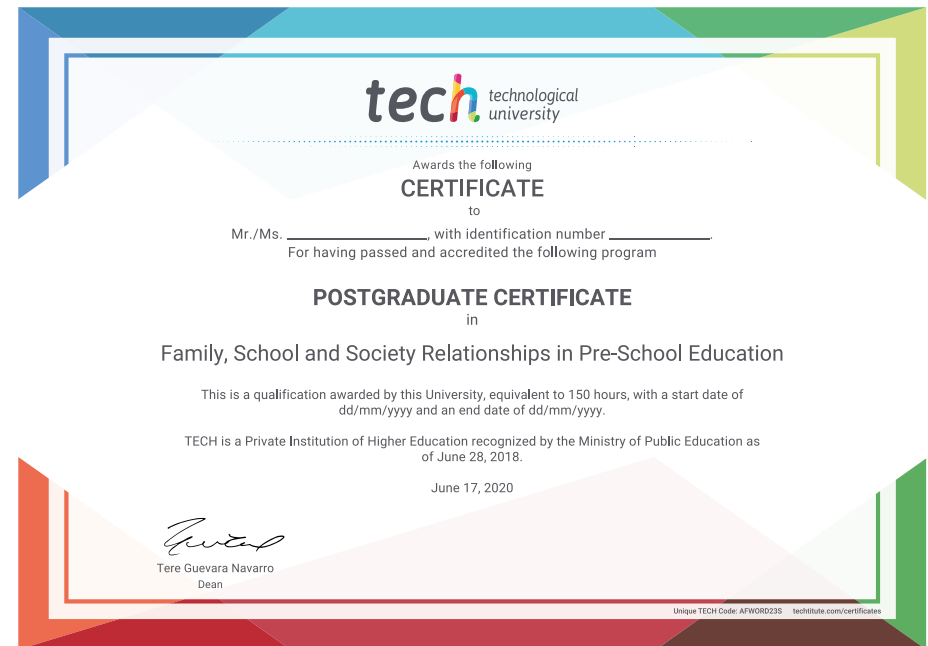 tech technological
university
Awards the following
CERTIFICATE
to
Mr./Ms. ____________________, with identification number ______________.
For having passed and accredited the following program
POSTGRADUATE CERTIFICATE
in
Family, School and Society Relationships in Pre-School Education
This is a qualification awarded by this University, equivalent to 150 hours, with a start date of
dd/mm/yyyy and an end date of dd/mm/yyyy.
TECH is a Private Institution of Higher Education recognized by the Ministry of Public Education as
of June 28, 2018.
June 17, 2020
Tere Guevara Navarro
Dean
Unique TECH Code: AFWORD23S techtitute.com/certificates